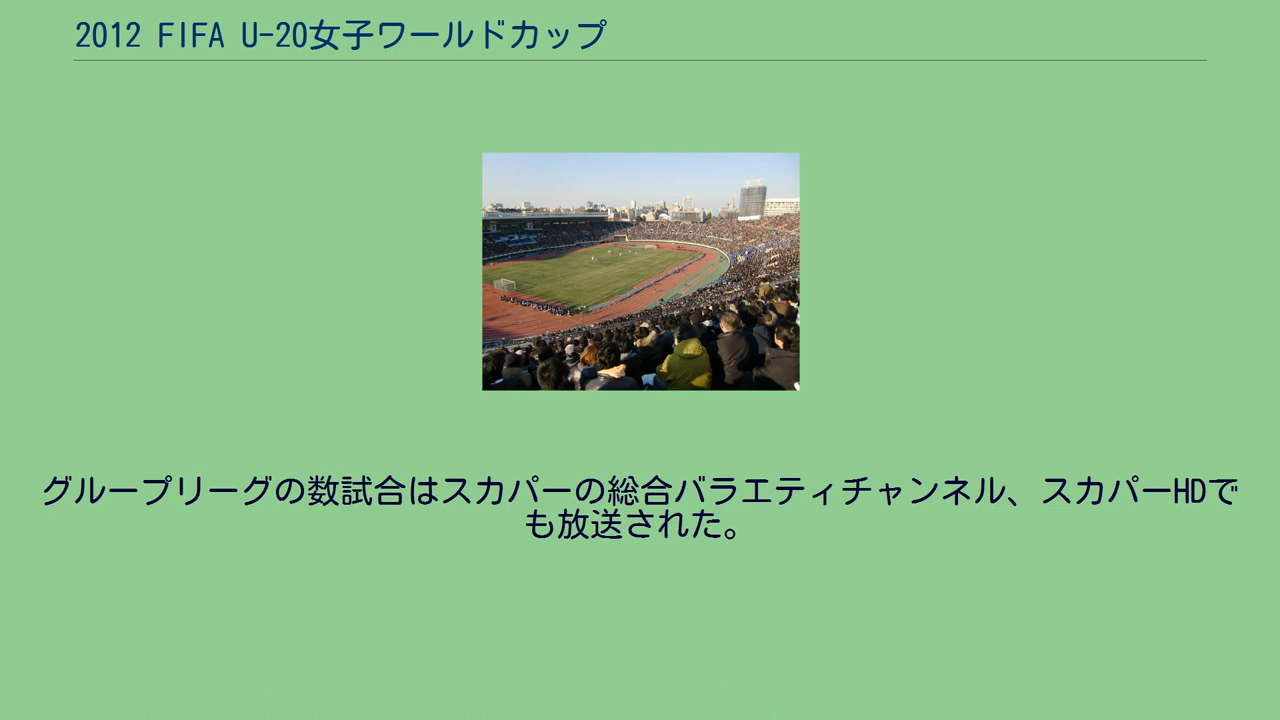 2012 FIFA U-20女子ワールドカップ
グループリーグの数試合はスカパーの総合バラエティチャンネル、スカパーHDで
も放送された。